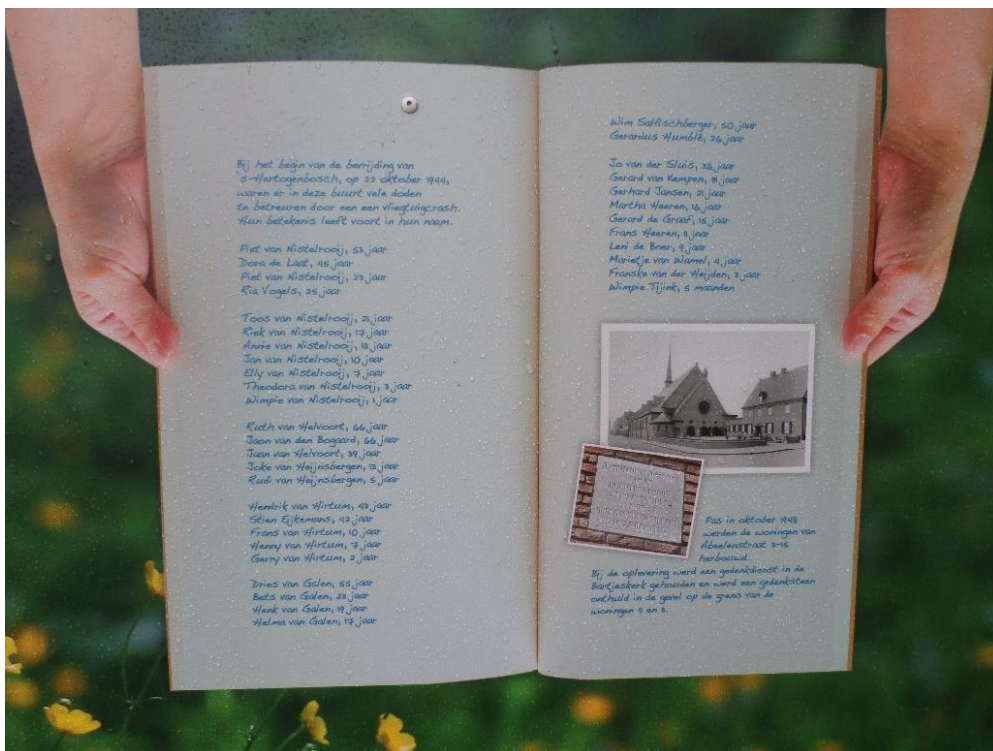 Bij het begin van de bevrijding van
's-Hertogenbosch, op 22 oktober 1944,
waren er in deze buurt vele doden
te betreuren door een een vliegtuigcrash.
Hun betekenis leeft voort in hun naam.
Piet van Nistelrooij, 53 jaar
Dora de Laat, 45 jaar
Piet van Nistelrooij, 23 jaar
Ria Vogels, 25 jaar
Toos van Nistelrooij, 21 jaar
Riek van Nistelrooij, 17 jaar
Annie van Nistelrooij, 13 jaar
Jan van Nistelrooij, 10 jaar
Elly van Nistelrooij, 7 jaar
Theodora van Nistelrooij, 3 jaar
Wimpie van Nistelrooij, 1 jaar
Ruth van Helvoort, 66 jaar
Jaan van den Bogaard, 66 jaar
Jaan van Helvoort, 39 jaar
Joke van Heijnsbergen, 13 jaar
Rudi van Heijnsbergen, 5 jaar
Hendrik van Hirtum, 43 jaar
Stien Eijkemans, 42 jaar
Frans van Hirtum, 10 jaar
Henny van Hirtum, 7 jaar
Gerry van Hirtum, 2 jaar
Dries van Galen, 55 jaar
Bets van Galen, 23 jaar
Henk van Galen, 19 jaar
Helma van Galen, 17 jaar
Wim Salfischberger, 50 jaar
Gerardus Humblé, 26 jaar
Jo van der Sluis, jaar
Gerard van Kempen, jaar
Gerhard Jansen, 21 jaar
Martha Heeren, 16 jaar
Gerard de Graaf, 15 jaar
Frans Heeren, jaar
Leni de Boer, 9 jaar
Marietje van Wamel, 4 jaar
Franske van der Heijden, jaar
Wimpie Tijink, 5 maanden
Pas in oktober 1948
werden de woningen van
Abeelenstraat 3-15
herbouwd.
Bij de oplevering werd een gedenkdienst in de
Bartjeskerk gehouden en werd een gedenksteen
onthuld in de gevel op de grens van de
woningen 9 en